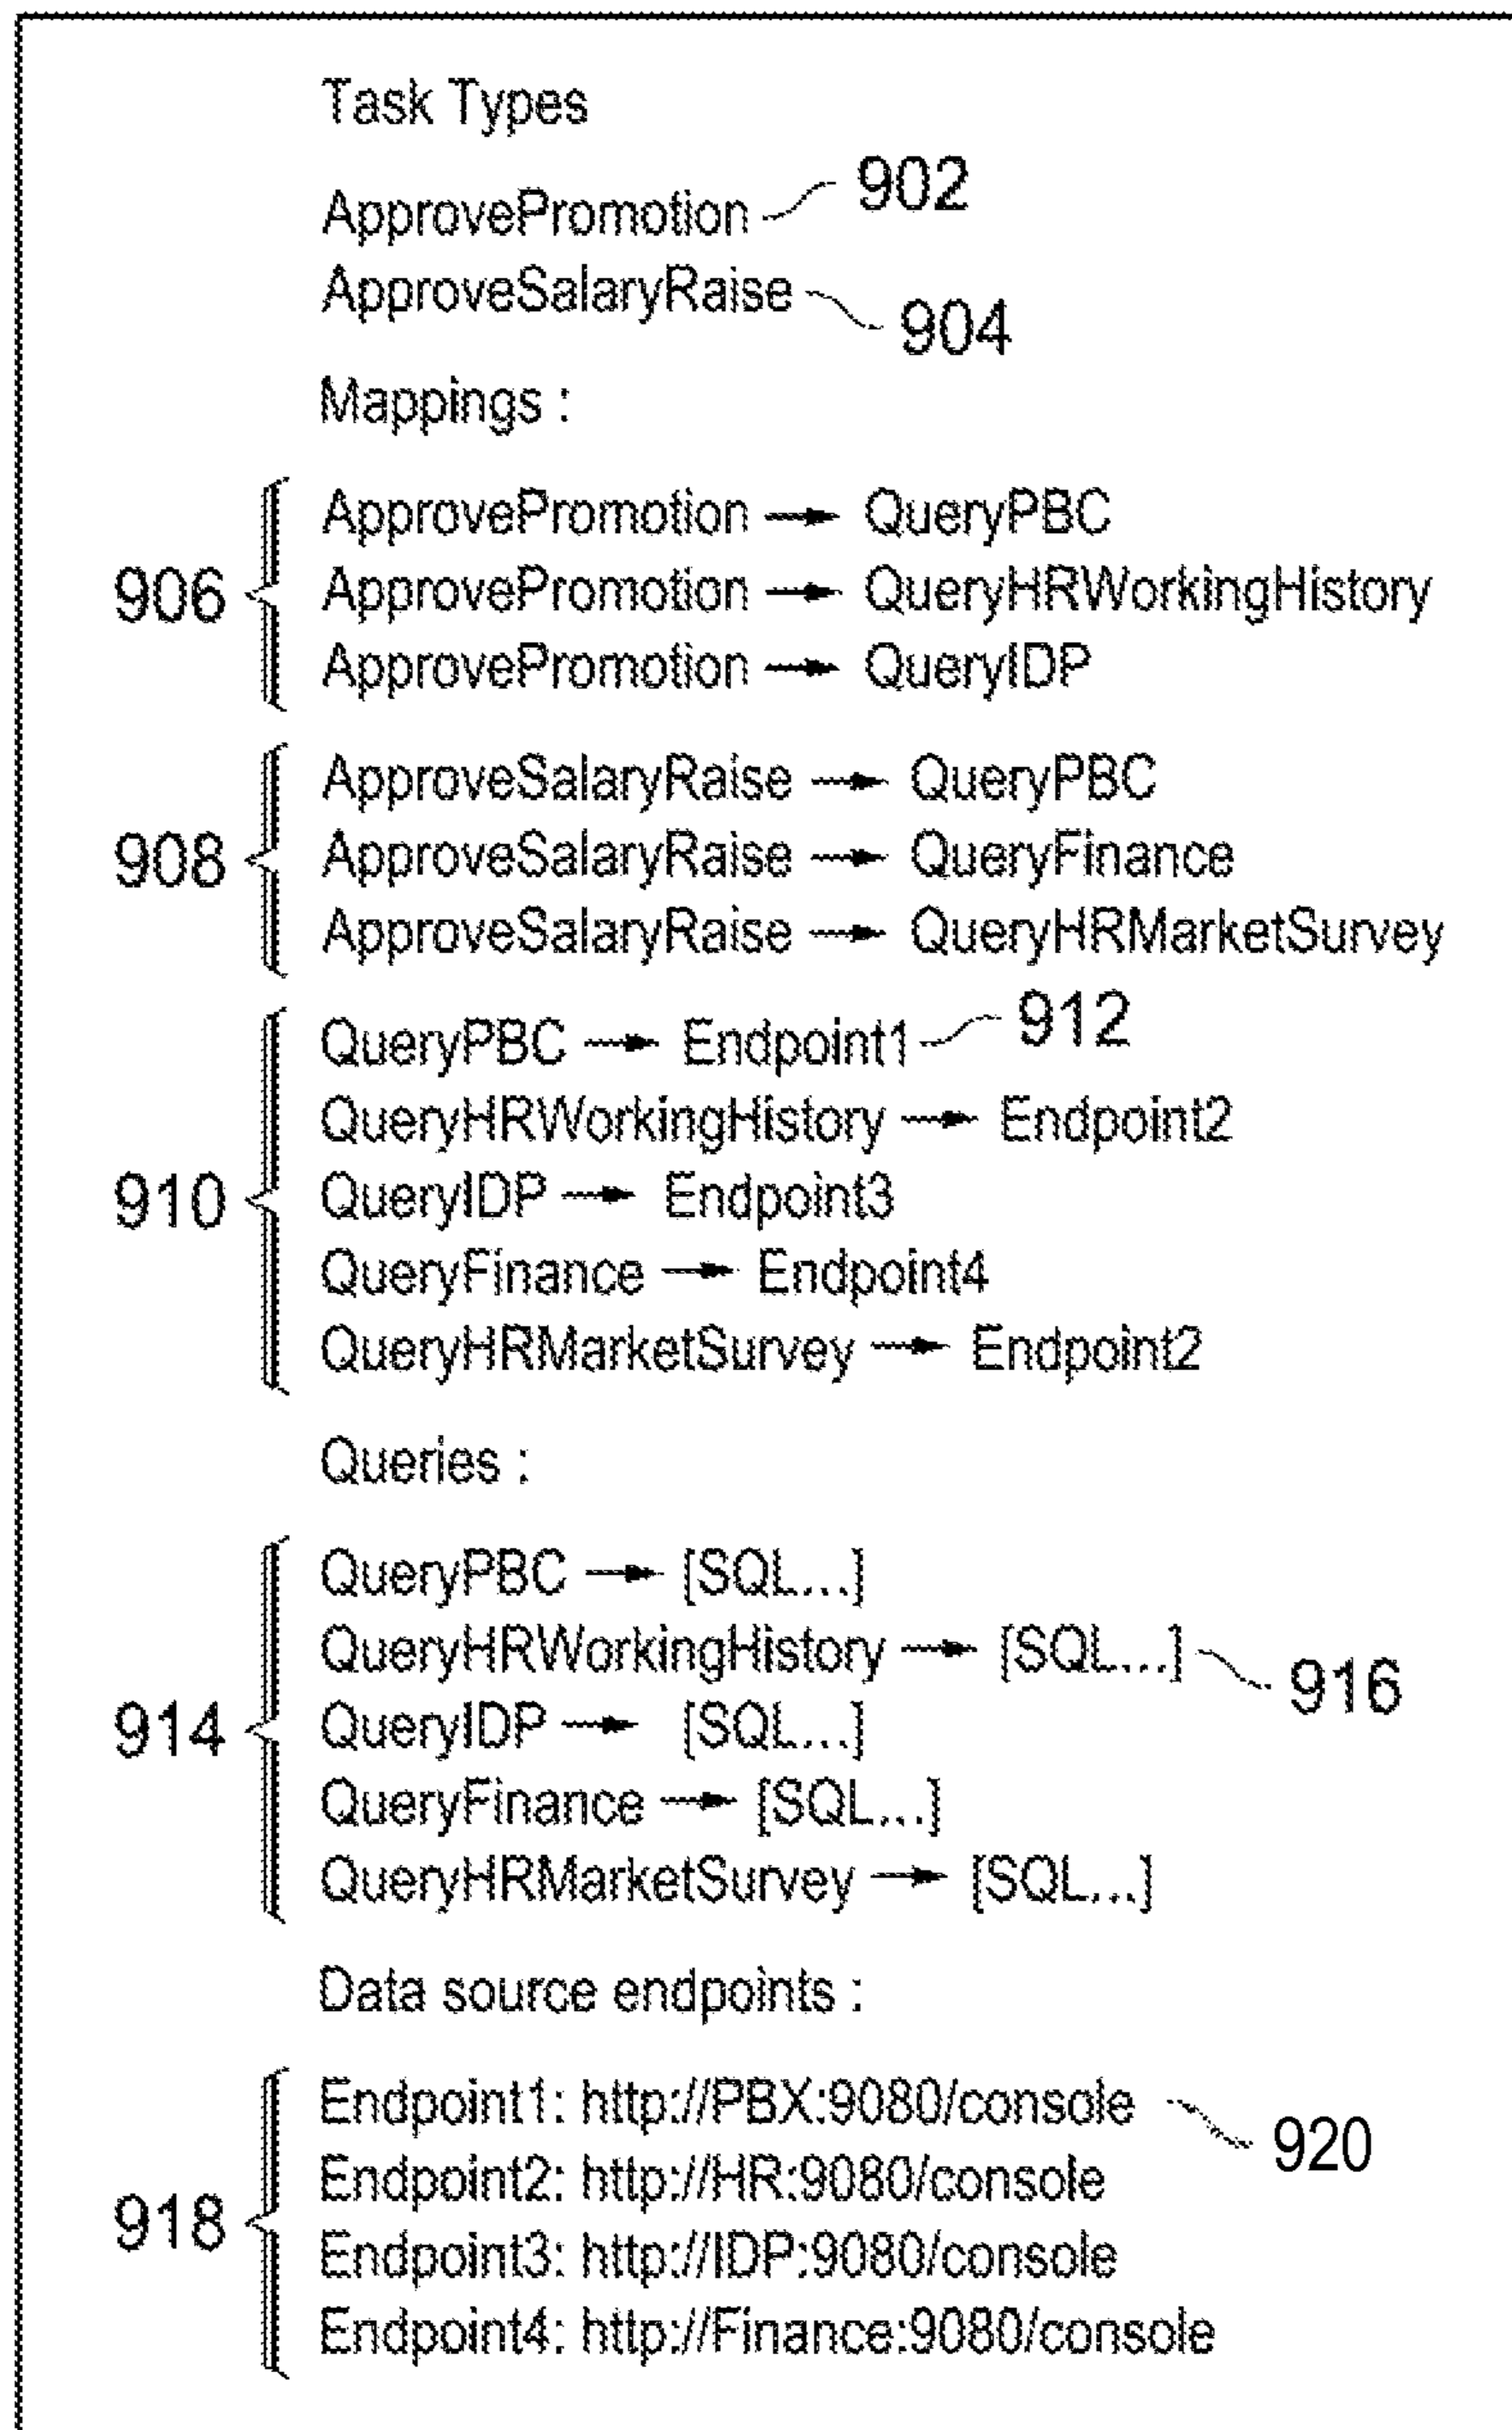 Task Types
ApprovePromotion 902
ApproveSalaryRaise 904
Mappings :
ApprovePromotion → QueryPBC
906 ApprovePromotion → QueryHRWorkingHistory
ApprovePromotion → QueryIDP
ApproveSalaryRaise → QueryPBC
908 ApproveSalaryRaise → QueryFinance
ApproveSalaryRaise → QueryHRMarketSurvey
QueryPBC → Endpoint1 912
QueryHRWorkingHistory → Endpoint2
910 QueryIDP → Endpoint3
QueryFinance → Endpoint4
QueryHRMarketSurvey → Endpoint2
Queries :
QueryPBC → [SQL...]
QueryHRWorkingHistory → [SQL...] 916
914 QueryIDP → [SQL...]
QueryFinance → [SQL...]
QueryHRMarketSurvey → [SQL...]
Data source endpoints :
Endpoint1: http://PBX:9080/console 920
Endpoint2: http://HR:9080/console
918 Endpoint3: http://IDP:9080/console
Endpoint4: http://Finance:9080/console